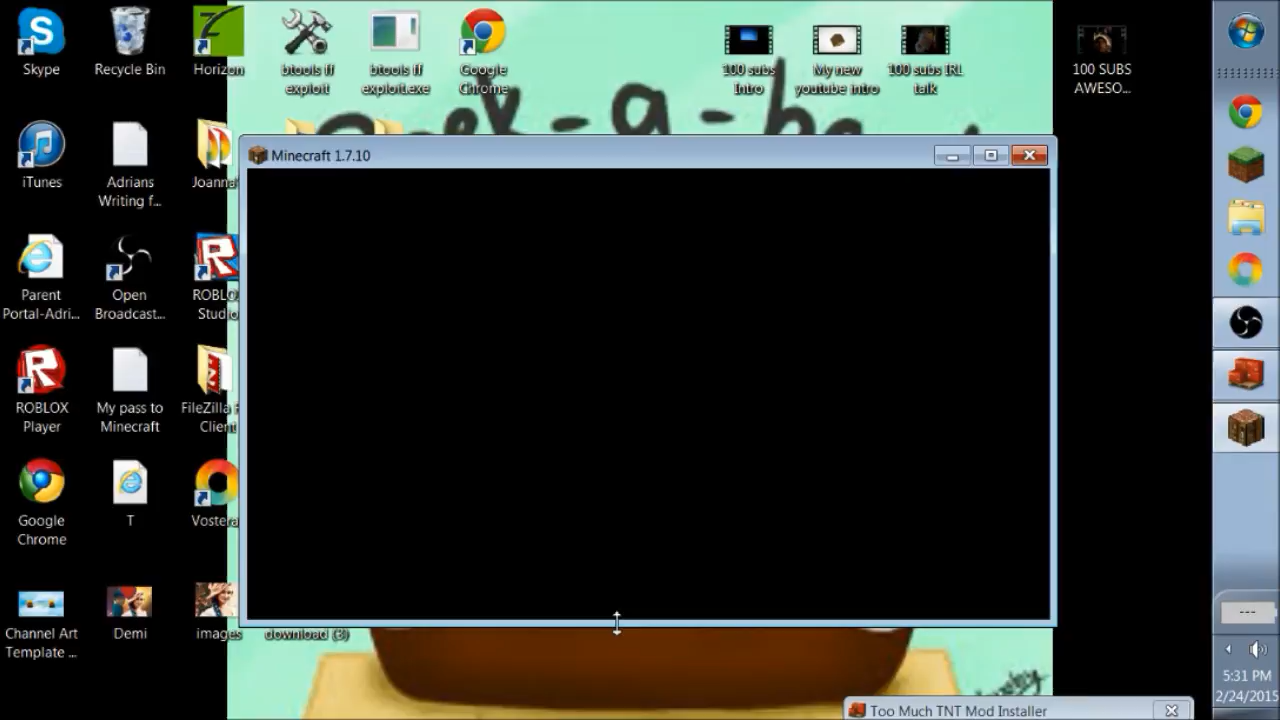 Skype
Recycle Bin
Horizon
btools ff
exploit
btools ff
exploit.exe
Google
Chrome
100 subs
Intro
My new
youtube intro
100 subs IRL
talk
100 SUBS
AWESO...
iTunes
Adrians
Writing f...
Joanna
Minecraft 1.7.10
Parent
Portal-Adri...
Open
Broadcast...
ROBLO
Studio
ROBLOX
Player
My pass to
Minecraft
FileZilla
Client
Google
Chrome
T
Vostera
Channel Art
Template ...
Demi
images
download (3)
Too Much TNT Mod Installer
---
5:31 PM
2/24/2015